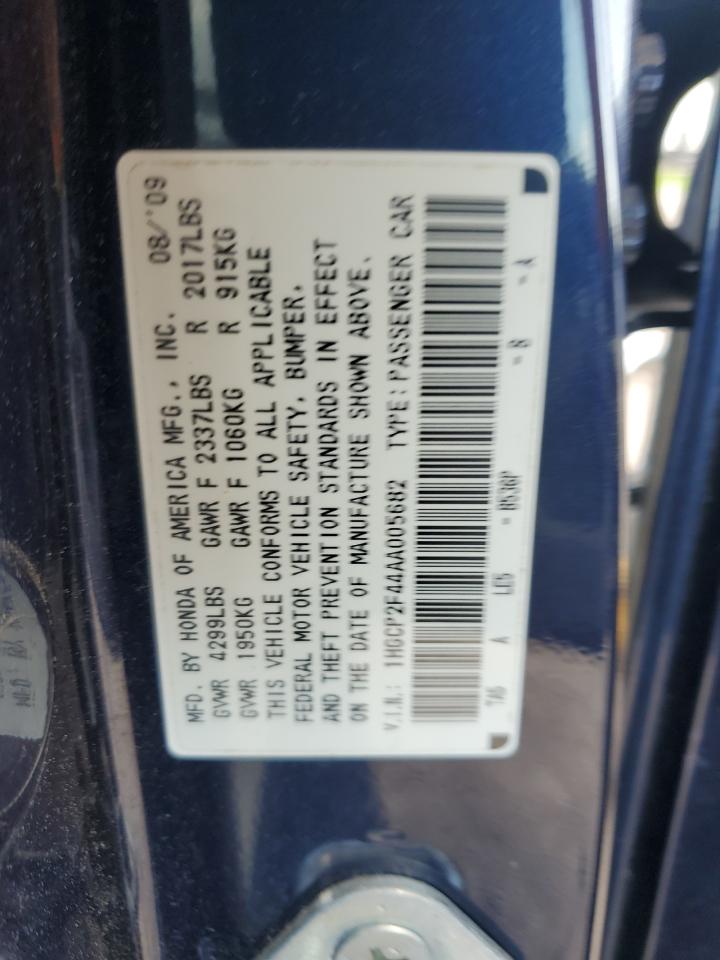 MFD. BY HONDA OF AMERICA MFG., INC. 08/'09
GVWR 4299LBS GAWR F 2337LBS R 2017LBS
GVWR 1950KG GAWR F 1060KG R 915KG
THIS VEHICLE CONFORMS TO ALL APPLICABLE
FEDERAL MOTOR VEHICLE SAFETY, BUMPER,
AND THEFT PREVENTION STANDARDS IN EFFECT
ON THE DATE OF MANUFACTURE SHOWN ABOVE.
V.I.N.: 1HGCP2F44AA005682 TYPE: PASSENGER CAR
TA5 A - B536P - B - A